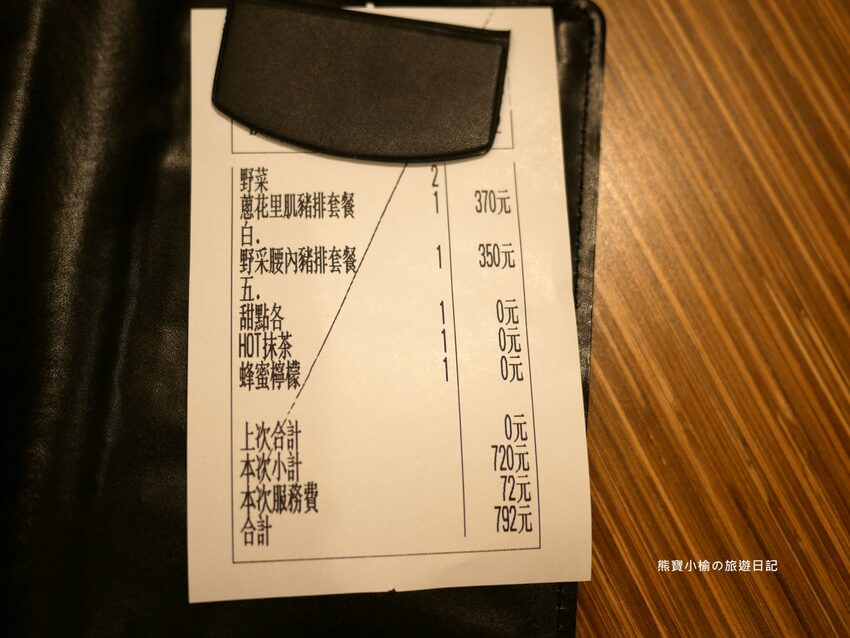 野菜 2
蔥花里肌豬排套餐 1 370元
白.
野采腰內豬排套餐 1 350元
五.
甜點各 1 0元
HOT抹茶 1 0元
蜂蜜檸檬 1 0元
上次合計 0元
本次小計 720元
本次服務費 72元
合計 792元
熊寶小榆の旅遊日記